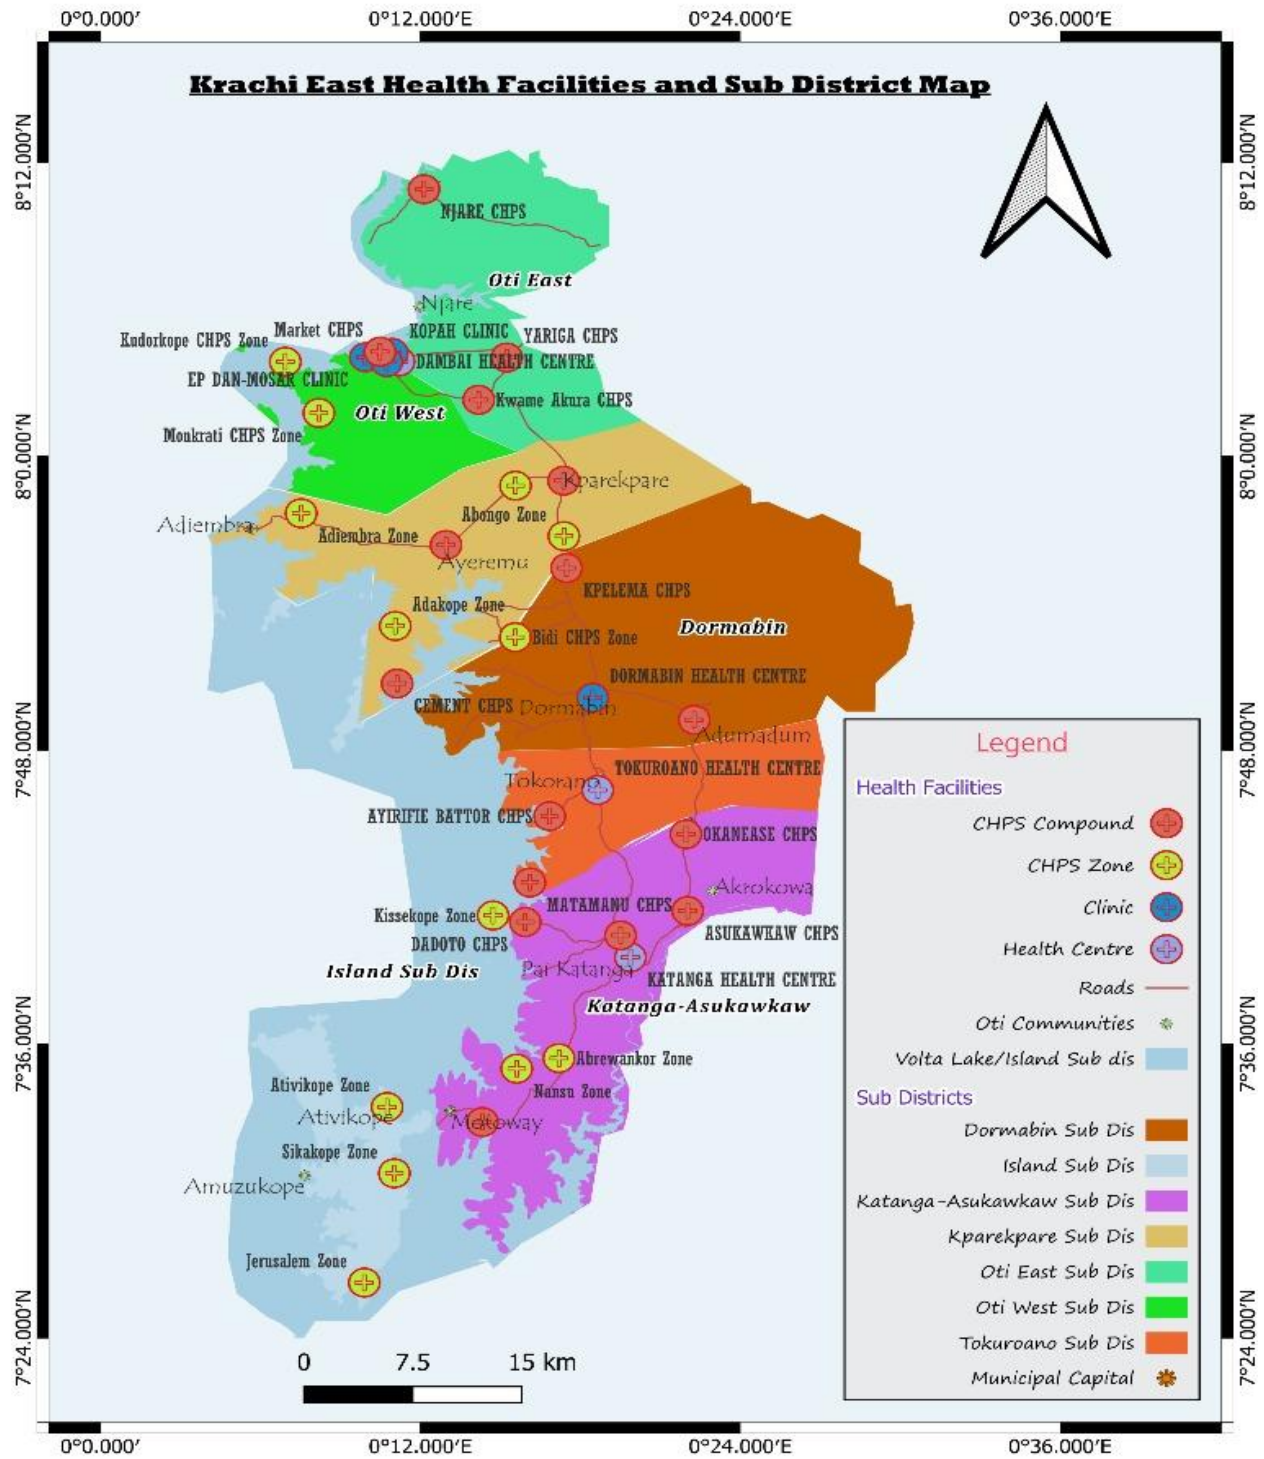 0°0.000′
0°12.000′E
0°24.000′E
0°36.000′E
Krachi East Health Facilities and Sub District Map
8°12.000′N
8°12.000′N
NJARE CHPS
Oti East
Njare
Market CHPS
KOPAH CLINIC
YARIGA CHPS
Kudorkope CHPS Zone
DAMBAI HEALTH CENTRE
EP DAN-MOSAR CLINIC
Kwame Akura CHPS
Oti West
Monkrati CHPS Zone
8°0.000′N
8°0.000′N
Kparekpare
Abongo Zone
Adiembra
Adiembra Zone
Ayeremu
KPELEMA CHPS
Adakope Zone
Dormabin
Bidi CHPS Zone
DORMABIN HEALTH CENTRE
CEMENT CHPS
Dormabin
Adumadum
7°48.000′N
7°48.000′N
TOKUROANO HEALTH CENTRE
Tokorano
AYIRIFIE BATTOR CHPS
OKANEASE CHPS
Akrokowa
MATAMANU CHPS
Kissekope Zone
ASUKAWKAW CHPS
DADOTO CHPS
Island Sub Dis
Pai Katanga
KATANGA HEALTH CENTRE
Katanga-Asukawkaw
7°36.000′N
7°36.000′N
Abrewankor Zone
Ativikope Zone
Nansu Zone
Ativikope
Motoway
Sikakope Zone
Amuzukope
Jerusalem Zone
7°24.000′N
7°24.000′N
0 7.5 15 km
Legend
Health Facilities
CHPS Compound
CHPS Zone
Clinic
Health Centre
Roads
Oti Communities
Volta Lake/Island Sub dis
Sub Districts
Dormabin Sub Dis
Island Sub Dis
Katanga-Asukawkaw Sub Dis
Kparekpare Sub Dis
Oti East Sub Dis
Oti West Sub Dis
Tokuroano Sub Dis
Municipal Capital
0°0.000′
0°12.000′E
0°24.000′E
0°36.000′E